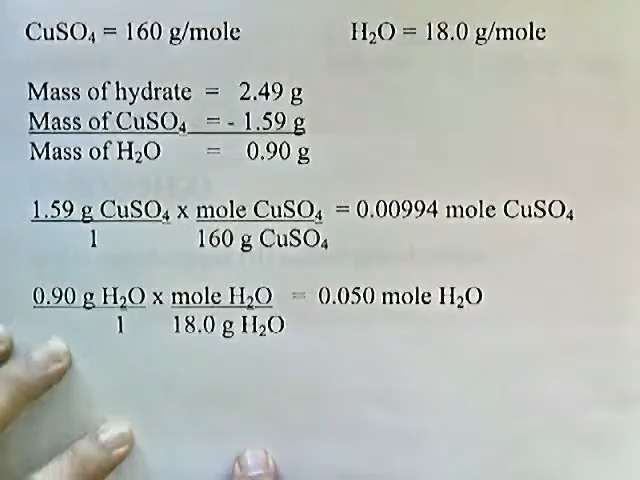 CuSO₄ = 160 g/mole H₂O = 18.0 g/mole
Mass of hydrate = 2.49 g
Mass of CuSO₄ = - 1.59 g
Mass of H₂O = 0.90 g
1.59 g CuSO₄ x mole CuSO₄ = 0.00994 mole CuSO₄
1 160 g CuSO₄
0.90 g H₂O x mole H₂O = 0.050 mole H₂O
1 18.0 g H₂O